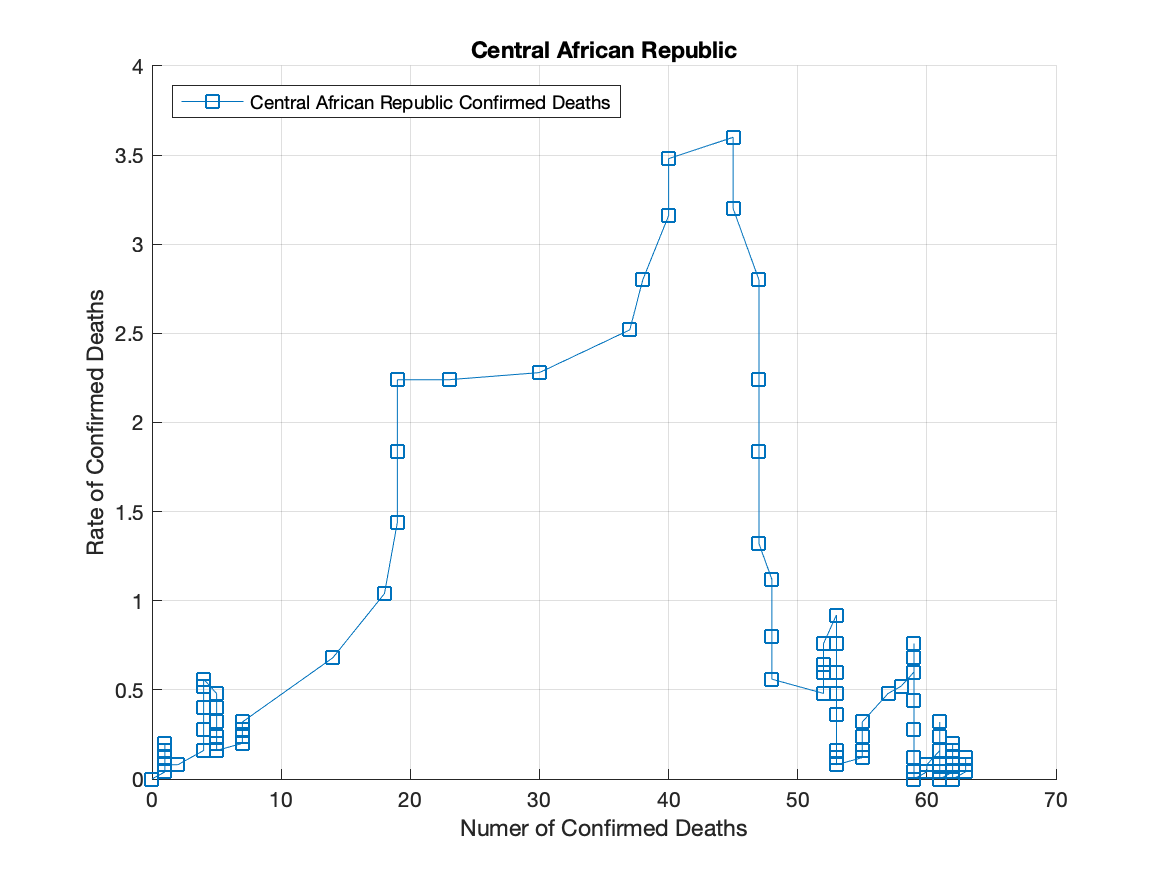 Central African Republic
Central African Republic Confirmed Deaths
4
3.5
3
2.5
2
1.5
1
0.5
0
Rate of Confirmed Deaths
0 10 20 30 40 50 60 70
Numer of Confirmed Deaths